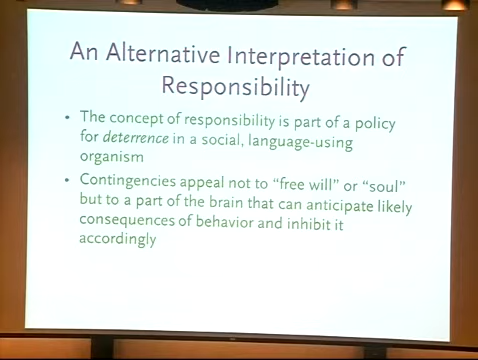 An Alternative Interpretation of
Responsibility
• The concept of responsibility is part of a policy
for deterrence in a social, language-using
organism
• Contingencies appeal not to “free will” or “soul”
but to a part of the brain that can anticipate likely
consequences of behavior and inhibit it
accordingly